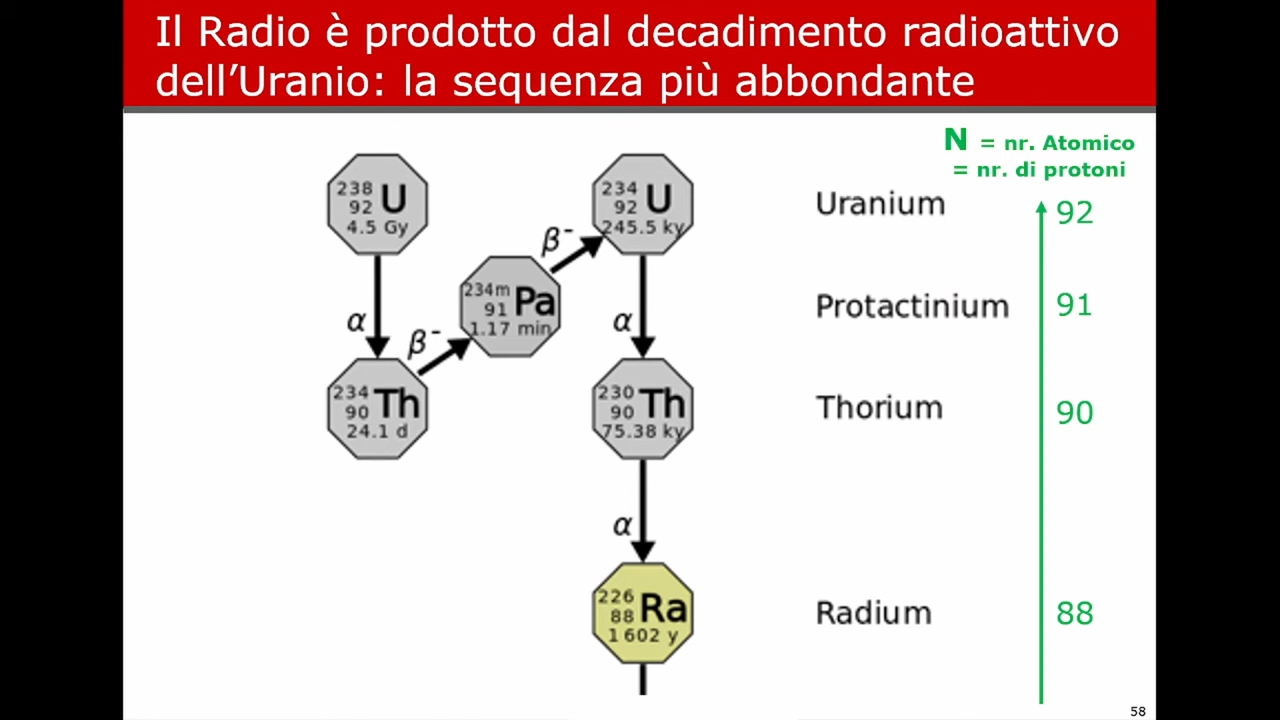 Il Radio è prodotto dal decadimento radioattivo
dell’Uranio: la sequenza più abbondante
N = nr. Atomico
= nr. di protoni
238
92 U
4.5 Gy
234
92 U
245.5 ky
Uranium
92
β⁻
234m
91 Pa
1.17 min
Protactinium
91
α
β⁻
α
234
90 Th
24.1 d
230
90 Th
75.38 ky
Thorium
90
α
226
88 Ra
1 602 y
Radium
88
58